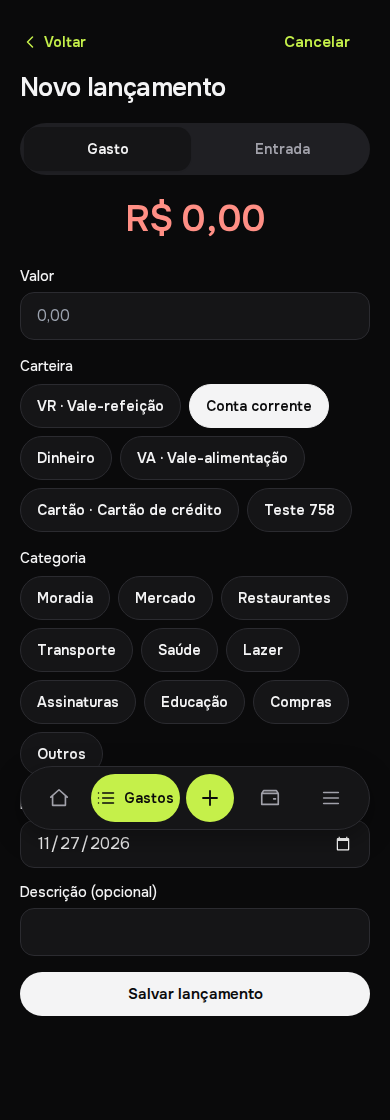 Voltar
Cancelar
Novo lançamento
Gasto
Entrada
R$ 0,00
Valor
0,00
Carteira
VR · Vale-refeição
Conta corrente
Dinheiro
VA · Vale-alimentação
Cartão · Cartão de crédito
Teste 758
Categoria
Moradia
Mercado
Restaurantes
Transporte
Saúde
Lazer
Assinaturas
Educação
Compras
Outros
Gastos
11/27/2026
Descrição (opcional)
Salvar lançamento